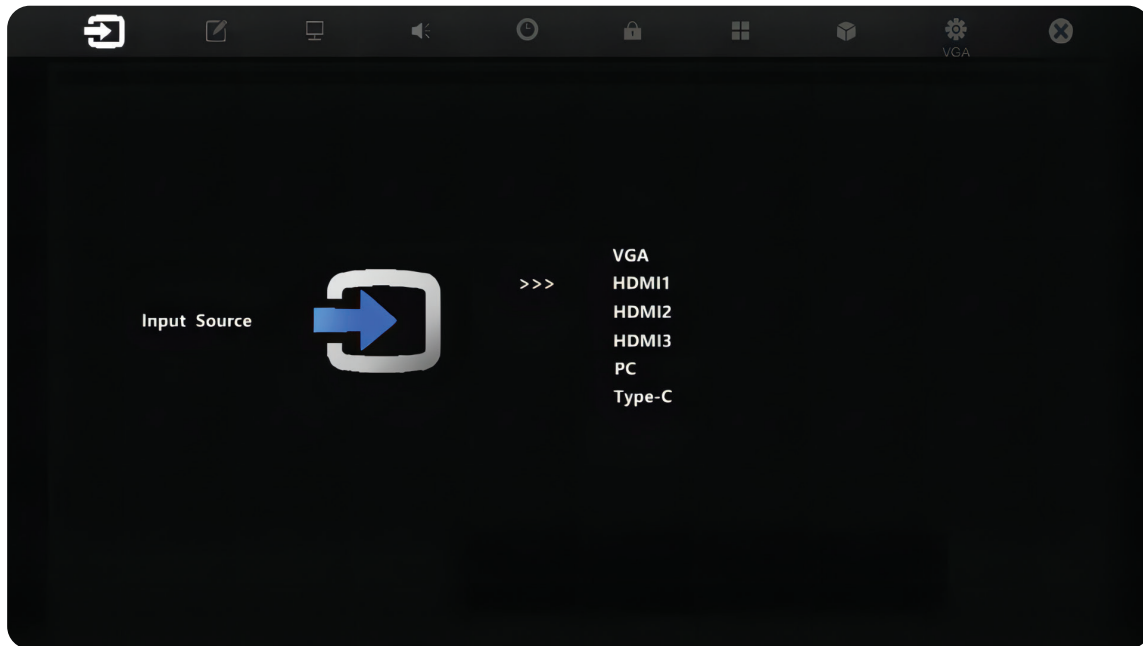 VGA
Input Source
>>>
VGA
HDMI1
HDMI2
HDMI3
PC
Type-C